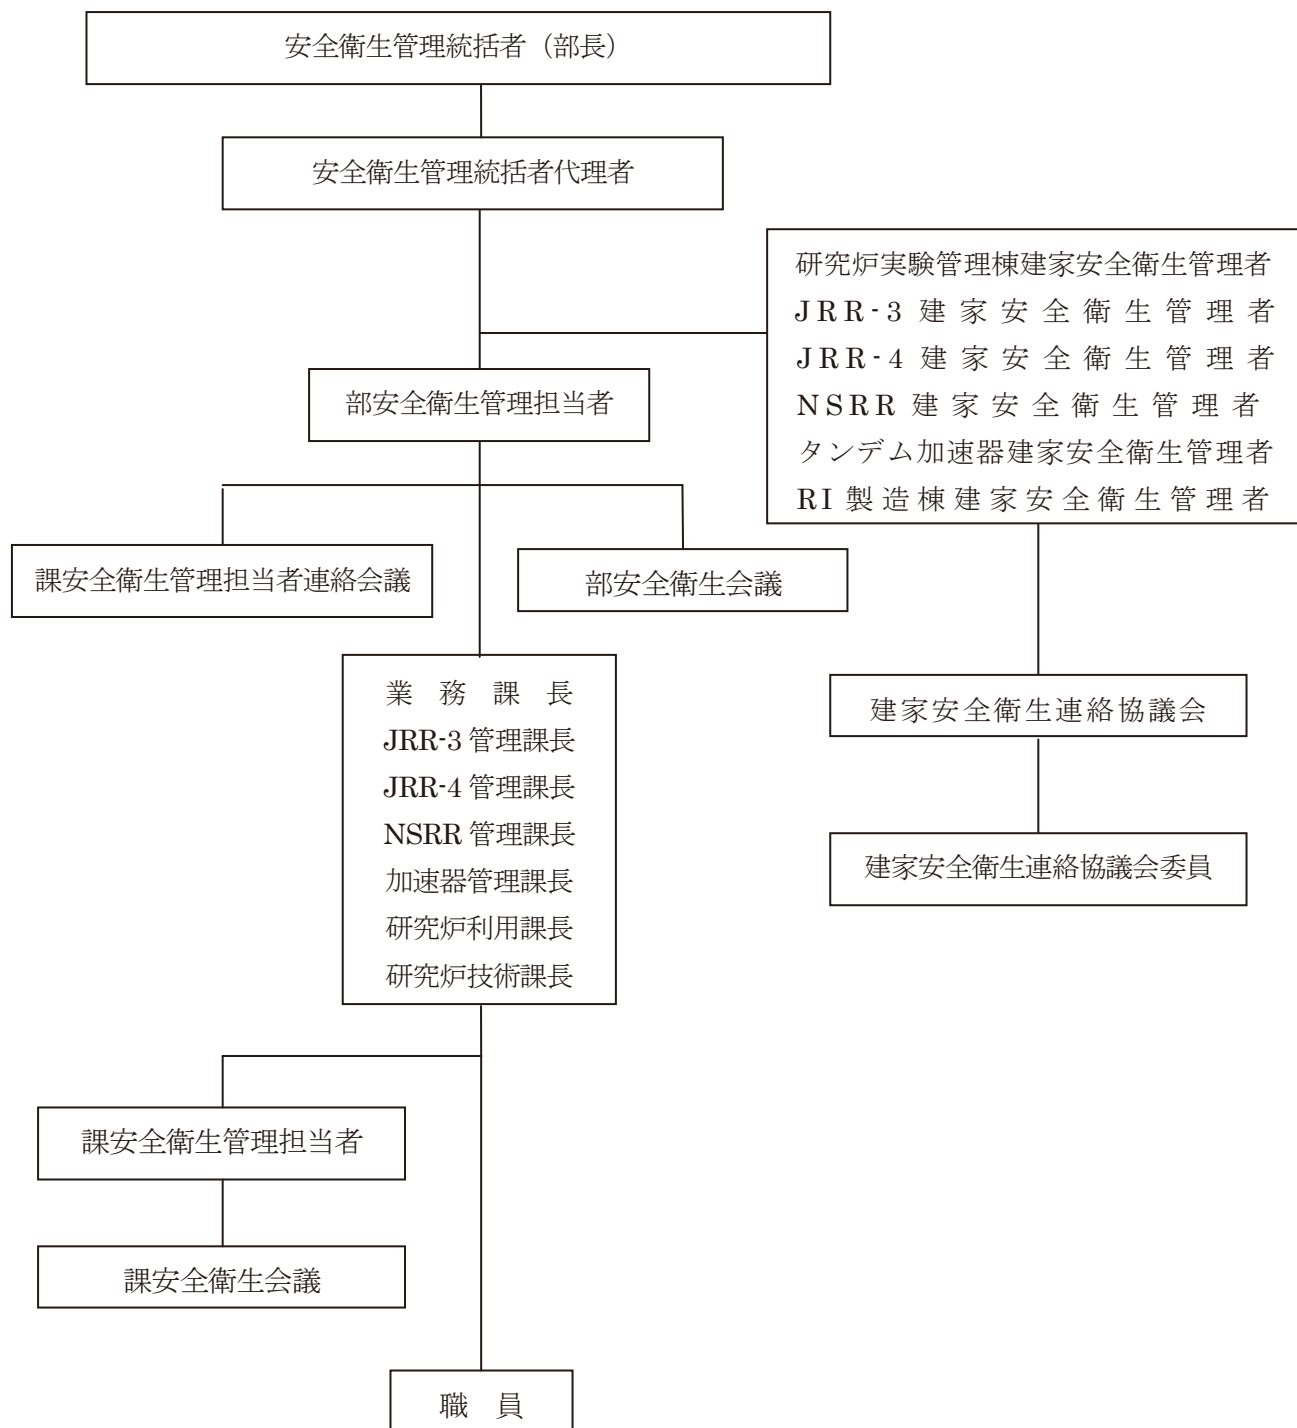 安全衛生管理統括者（部長）
安全衛生管理統括者代理者
研究炉実験管理棟建家安全衛生管理者
JRR-3建家安全衛生管理者
JRR-4建家安全衛生管理者
NSRR建家安全衛生管理者
タンデム加速器建家安全衛生管理者
RI製造棟建家安全衛生管理者
部安全衛生管理担当者
課安全衛生管理担当者連絡会議
部安全衛生会議
業務課長
JRR-3管理課長
JRR-4管理課長
NSRR管理課長
加速器管理課長
研究炉利用課長
研究炉技術課長
建家安全衛生連絡協議会
建家安全衛生連絡協議会委員
課安全衛生管理担当者
課安全衛生会議
職員